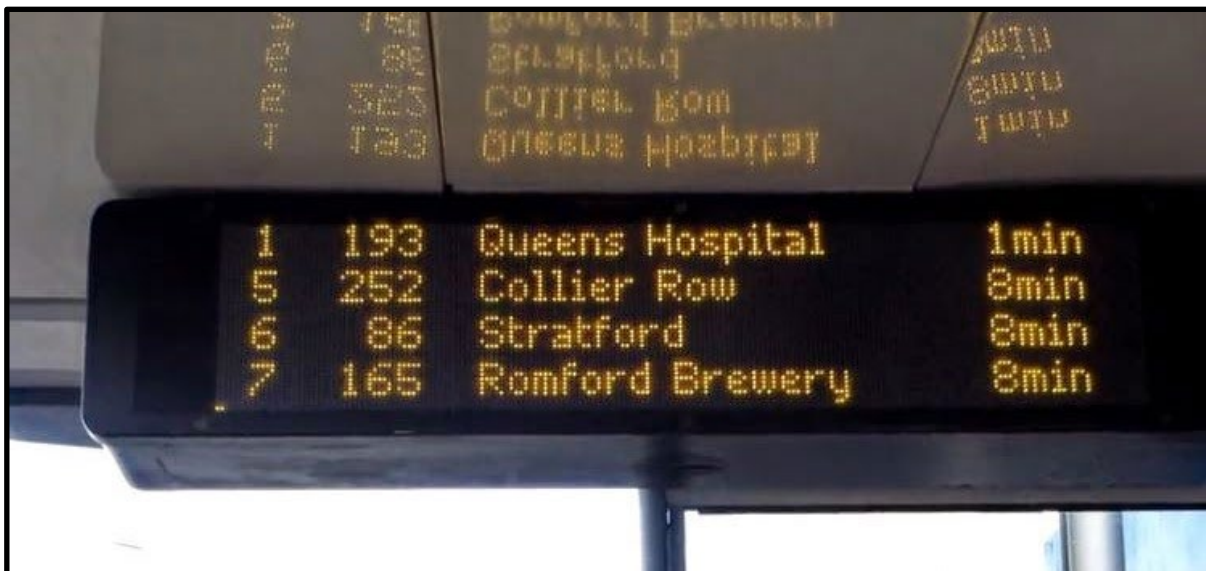 1 193 Queens Hospital 1min
5 252 Collier Row 8min
6 86 Stratford 8min
7 165 Romford Brewery 8min